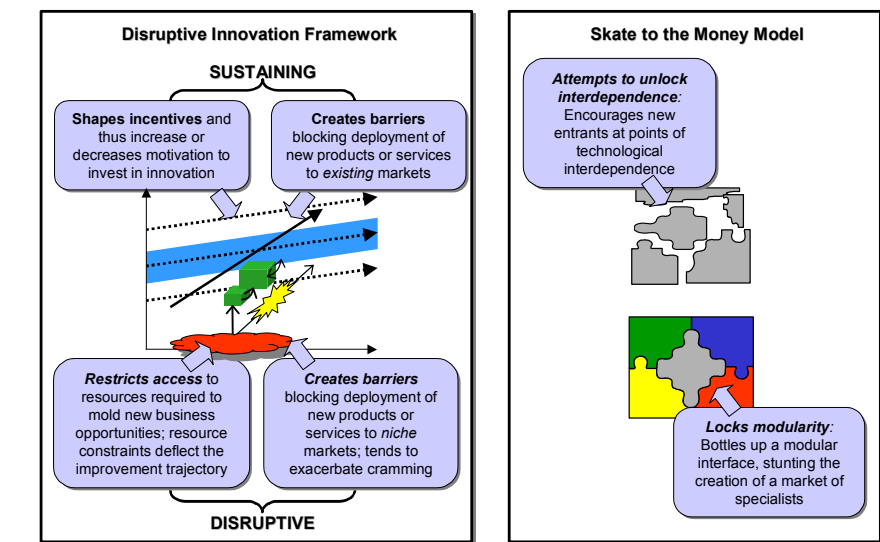 Disruptive Innovation Framework
SUSTAINING
Shapes incentives and
thus increase or
decreases motivation to
invest in innovation
Creates barriers
blocking deployment of
new products or services
to existing markets
Restricts access to
resources required to
mold new business
opportunities; resource
constraints deflect the
improvement trajectory
Creates barriers
blocking deployment of
new products or
services to niche
markets; tends to
exacerbate cramming
DISRUPTIVE
Skate to the Money Model
Attempts to unlock
interdependence:
Encourages new
entrants at points of
technological
interdependence
Locks modularity:
Bottles up a modular
interface, stunting the
creation of a market of
specialists